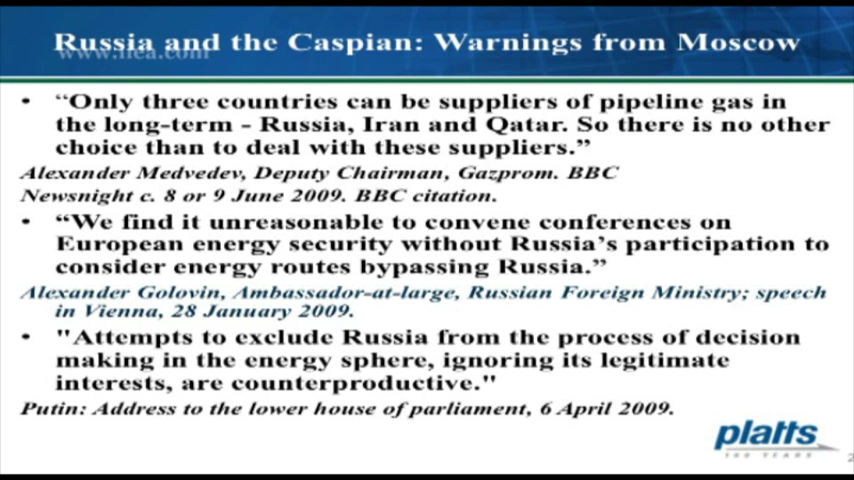 Russia and the Caspian: Warnings from Moscow
www.iiea.com
• “Only three countries can be suppliers of pipeline gas in
the long-term - Russia, Iran and Qatar. So there is no other
choice than to deal with these suppliers.”
Alexander Medvedev, Deputy Chairman, Gazprom. BBC
Newsnight c. 8 or 9 June 2009. BBC citation.
• “We find it unreasonable to convene conferences on
European energy security without Russia’s participation to
consider energy routes bypassing Russia.”
Alexander Golovin, Ambassador-at-large, Russian Foreign Ministry; speech
in Vienna, 28 January 2009.
• "Attempts to exclude Russia from the process of decision
making in the energy sphere, ignoring its legitimate
interests, are counterproductive."
Putin: Address to the lower house of parliament, 6 April 2009.
platts
100 YEARS
2